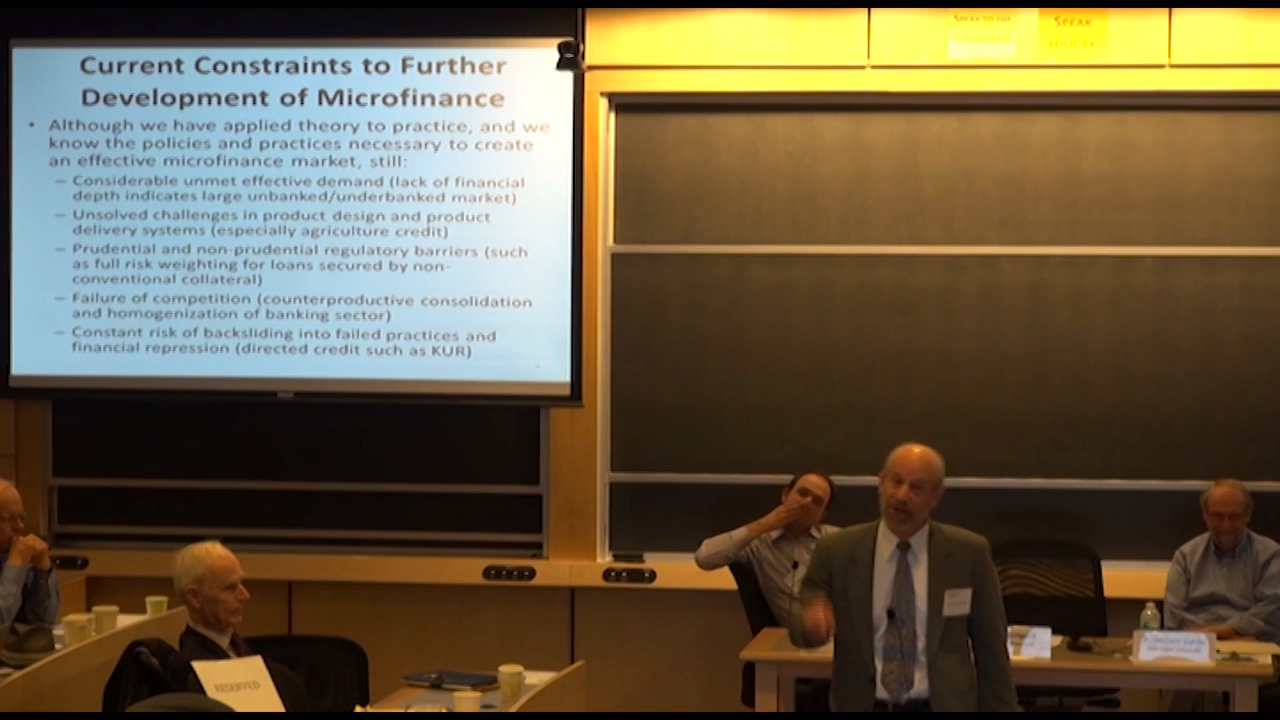 Current Constraints to Further
Development of Microfinance
• Although we have applied theory to practice, and we
know the policies and practices necessary to create
an effective microfinance market, still:
– Considerable unmet effective demand (lack of financial
depth indicates large unbanked/underbanked market)
– Unsolved challenges in product design and product
delivery systems (especially agriculture credit)
– Prudential and non-prudential regulatory barriers (such
as full risk weighting for loans secured by non-
conventional collateral)
– Failure of competition (counterproductive consolidation
and homogenization of banking sector)
– Constant risk of backsliding into failed practices and
financial repression (directed credit such as KUR)
SPEAK TO THE
SPEAK
RESERVED